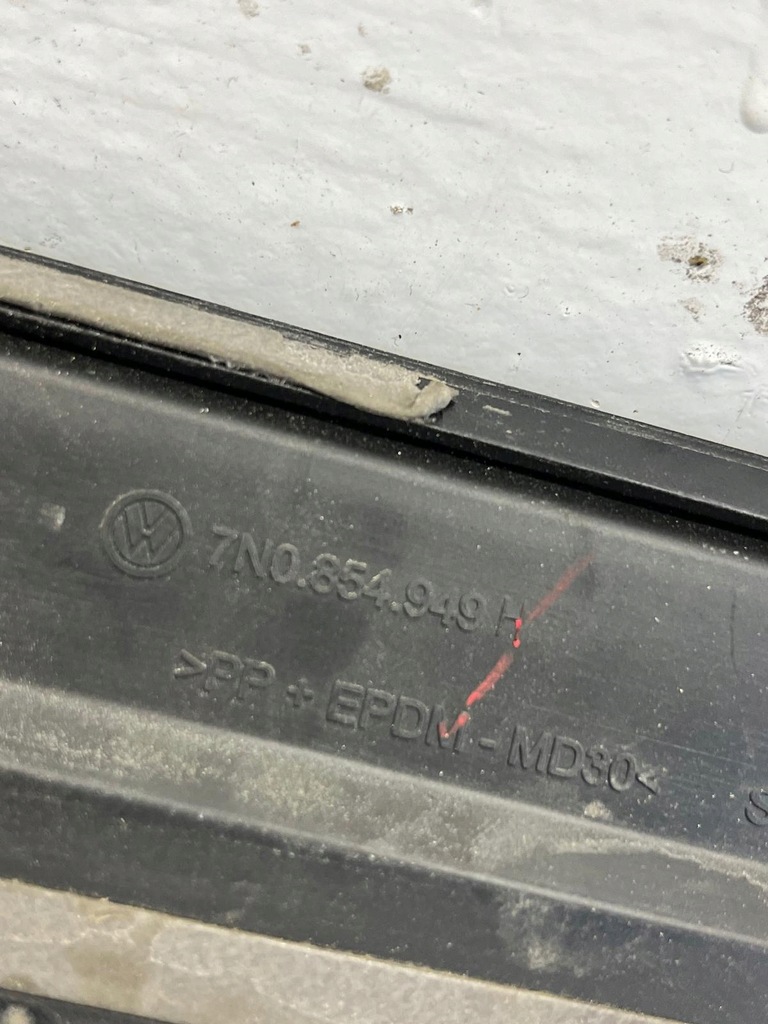 7N0.854.949 H
>PP + EPDM - MD30<